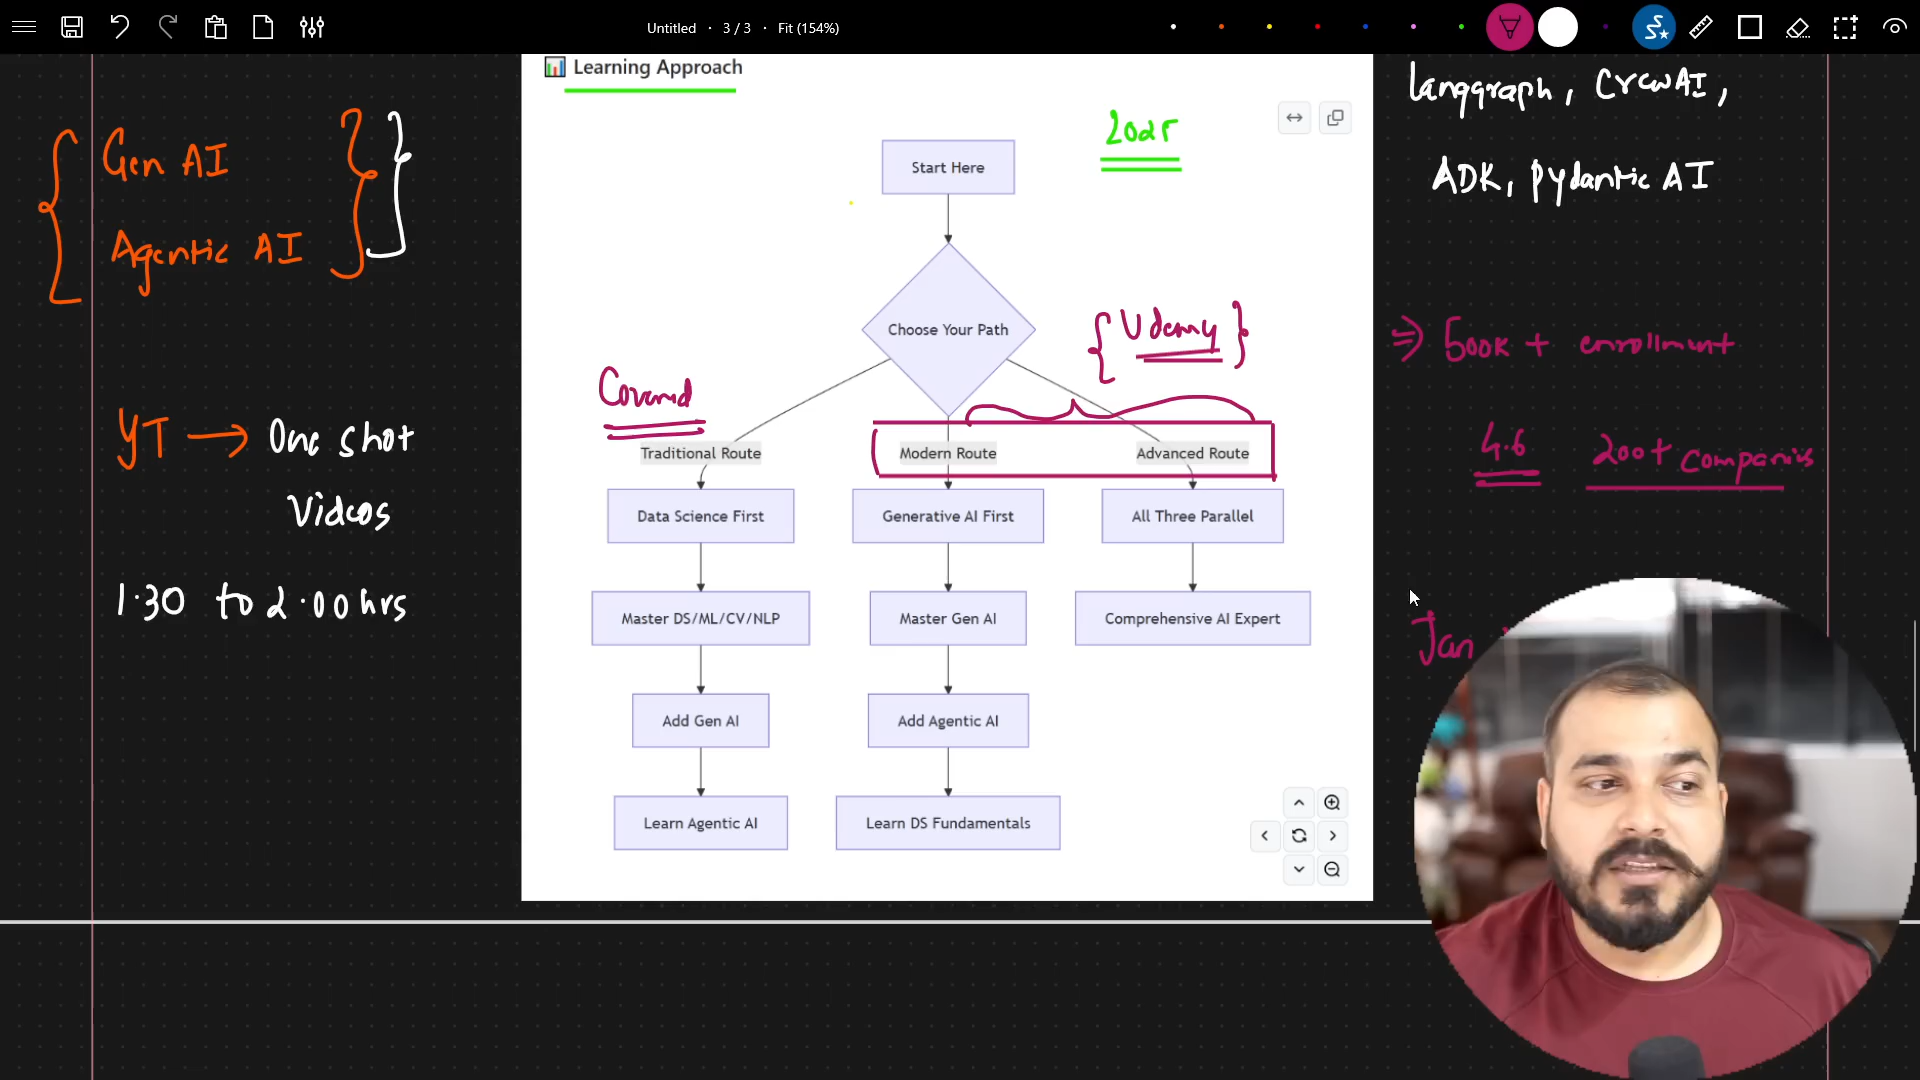 Untitled · 3 / 3 · Fit (154%)
Learning Approach
2025
Start Here
Choose Your Path
{ Udemy }
Covered
Traditional Route
Modern Route
Advanced Route
Data Science First
Generative AI First
All Three Parallel
Master DS/ML/CV/NLP
Master Gen AI
Comprehensive AI Expert
Add Gen AI
Add Agentic AI
Learn Agentic AI
Learn DS Fundamentals
Gen AI
Agentic AI
YT → One shot
Videos
1.30 to 2.00 hrs
langgraph, CrewAI,
ADK, Pydantic AI
⇒ 500k + enrollment
4.6 200+ Companies
Jan